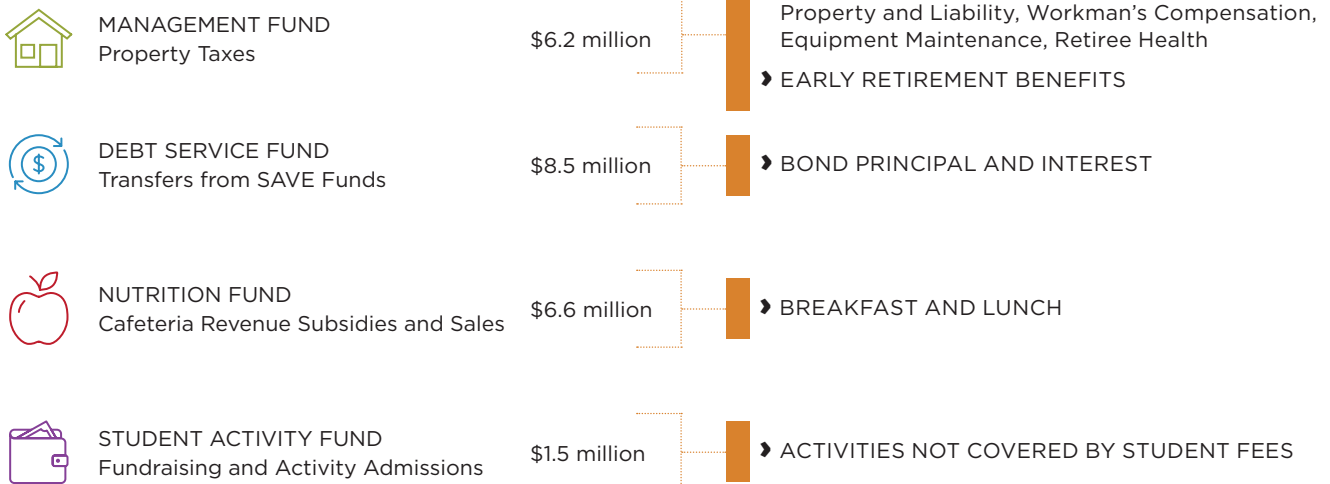 MANAGEMENT FUND
Property Taxes
$6.2 million
Property and Liability, Workman’s Compensation,
Equipment Maintenance, Retiree Health
❥ EARLY RETIREMENT BENEFITS
DEBT SERVICE FUND
Transfers from SAVE Funds
$
$8.5 million
❥ BOND PRINCIPAL AND INTEREST
NUTRITION FUND
Cafeteria Revenue Subsidies and Sales
$6.6 million
❥ BREAKFAST AND LUNCH
STUDENT ACTIVITY FUND
Fundraising and Activity Admissions
$1.5 million
❥ ACTIVITIES NOT COVERED BY STUDENT FEES